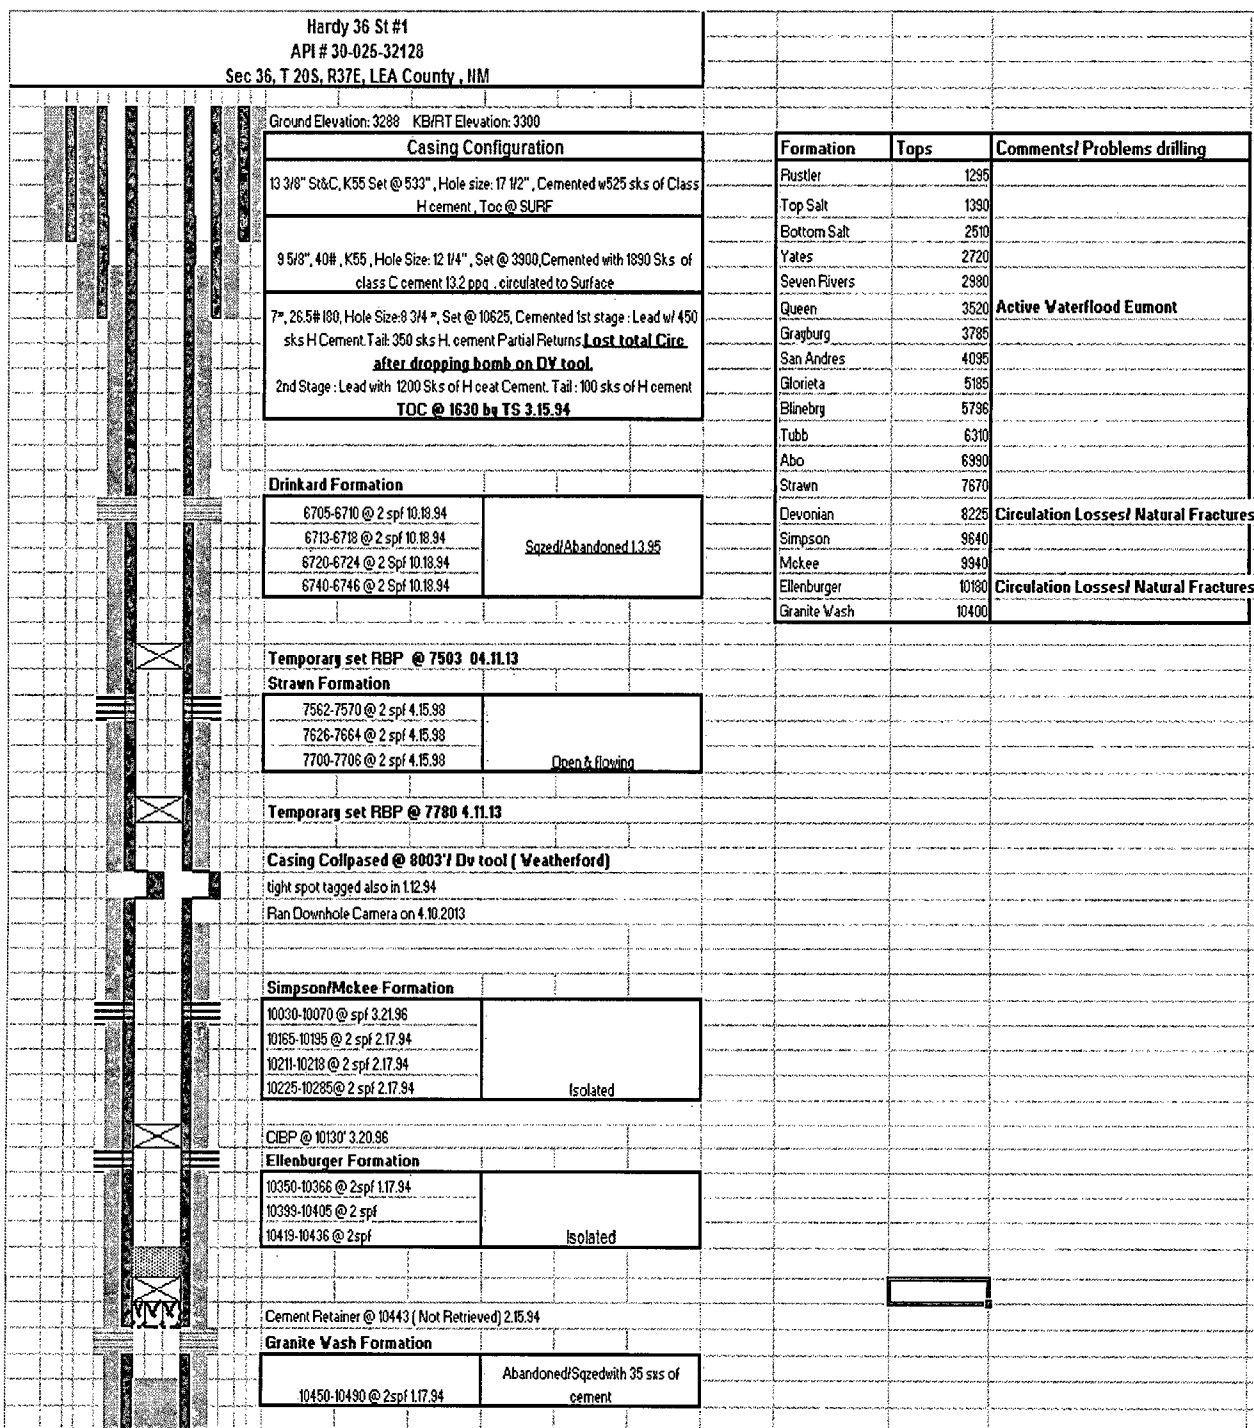 Hardy 36 St #1
API # 30-025-32128
Sec 36, T 20S, R37E, LEA County , NM
Ground Elevation: 3288 KB/RT Elevation: 3300
Casing Configuration
13 3/8" St&C, K55 Set @ 533" , Hole size: 17 1/2" , Cemented w525 sks of Class
H cement , Toc @ SURF
9 5/8", 40# , K55 , Hole Size: 12 1/4" , Set @ 3900,Cemented with 1890 Sks of
class C cement 13.2 ppg . circulated to Surface
7", 26.5# I80, Hole Size:8 3/4 ", Set @ 10625, Cemented 1st stage : Lead w/ 450
sks H Cement.Tail: 350 sks H. cement Partial Returns.Lost total Circ
after dropping bomb on DV tool.
2nd Stage : Lead with 1200 Sks of H ceat Cement. Tail : 100 sks of H cement
TOC @ 1630 by TS 3.15.94
Formation Tops Comments/ Problems drilling
Rustler 1295
Top Salt 1390
Bottom Salt 2510
Yates 2720
Seven Rivers 2980
Queen 3520 Active Waterflood Eumont
Grayburg 3785
San Andres 4095
Glorieta 5185
Blinebry 5796
Tubb 6310
Abo 6990
Strawn 7670
Devonian 8225 Circulation Losses/ Natural Fractures
Simpson 9640
Mckee 9940
Ellenburger 10180 Circulation Losses/ Natural Fractures
Granite Wash 10400
Drinkard Formation
6705-6710 @ 2 spf 10.18.94
6713-6718 @ 2 spf 10.18.94
6720-6724 @ 2 Spf 10.18.94
6740-6746 @ 2 Spf 10.18.94
Sqzed/Abandoned 1.3.95
Temporary set RBP @ 7503 04.11.13
Strawn Formation
7562-7570 @ 2 spf 4.15.98
7626-7664 @ 2 spf 4.15.98
7700-7706 @ 2 spf 4.15.98
Open & flowing
Temporary set RBP @ 7780 4.11.13
Casing Collpased @ 8003'/ Dv tool ( Weatherford)
tight spot tagged also in 1.12.94
Ran Downhole Camera on 4.10.2013
Simpson/Mckee Formation
10030-10070 @ spf 3.21.96
10165-10195 @ 2 spf 2.17.94
10211-10218 @ 2 spf 2.17.94
10225-10285@ 2 spf 2.17.94
Isolated
CIBP @ 10130' 3.20.96
Ellenburger Formation
10350-10366 @ 2spf 1.17.94
10399-10405 @ 2 spf
10419-10436 @ 2spf
Isolated
Cement Retainer @ 10443 ( Not Retrieved) 2.15.94
Granite Wash Formation
10450-10490 @ 2spf 1.17.94
Abandoned/Sqzedwith 35 sxs of
cement